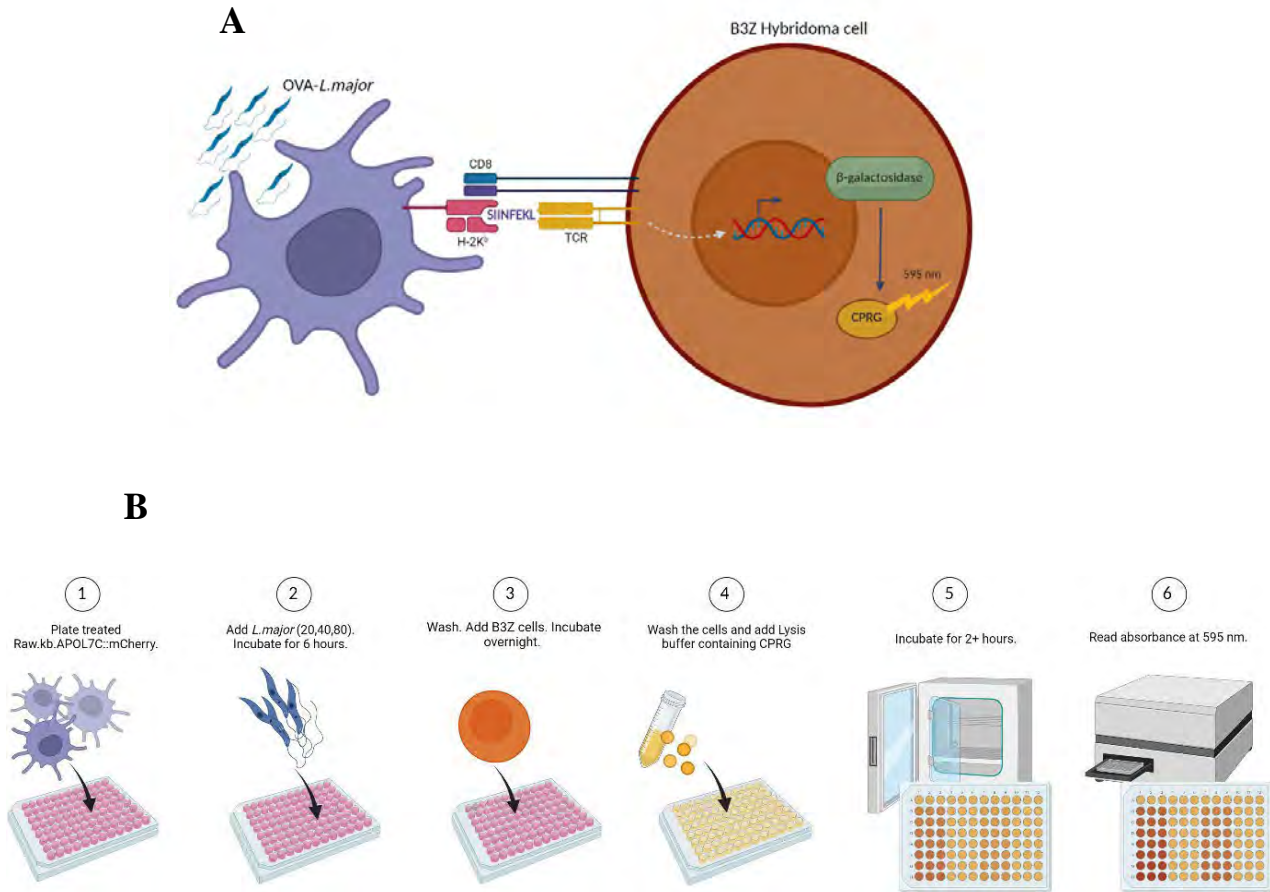 A
B3Z Hybridoma cell
OVA-L.major
CD8
β-galactosidase
SIINFEKL
H-2Kᵇ
TCR
595 nm
CPRG
B
1
Plate treated
Raw.kb.APOL7C::mCherry.
2
Add L.major (20,40,80).
Incubate for 6 hours.
3
Wash. Add B3Z cells. Incubate
overnight.
4
Wash the cells and add Lysis
buffer containing CPRG
5
Incubate for 2+ hours.
6
Read absorbance at 595 nm.